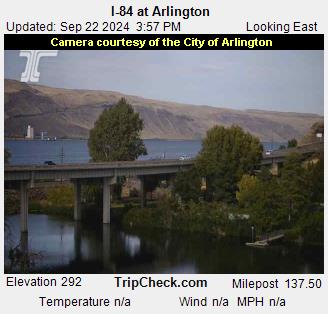 I-84 at Arlington
Updated: Sep 22 2024 3:57 PM Looking East
Camera courtesy of the City of Arlington
Elevation 292 TripCheck.com Milepost 137.50
Temperature n/a Wind n/a MPH n/a